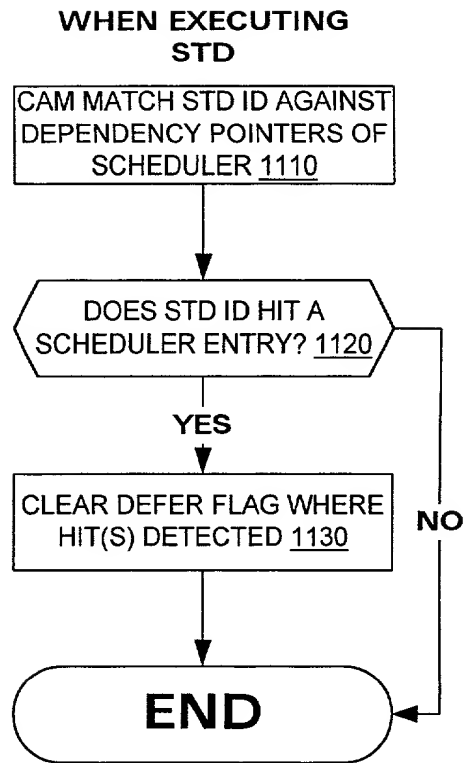 WHEN EXECUTING
STD
CAM MATCH STD ID AGAINST
DEPENDENCY POINTERS OF
SCHEDULER 1110
DOES STD ID HIT A
SCHEDULER ENTRY? 1120
YES
CLEAR DEFER FLAG WHERE
HIT(S) DETECTED 1130
NO
END